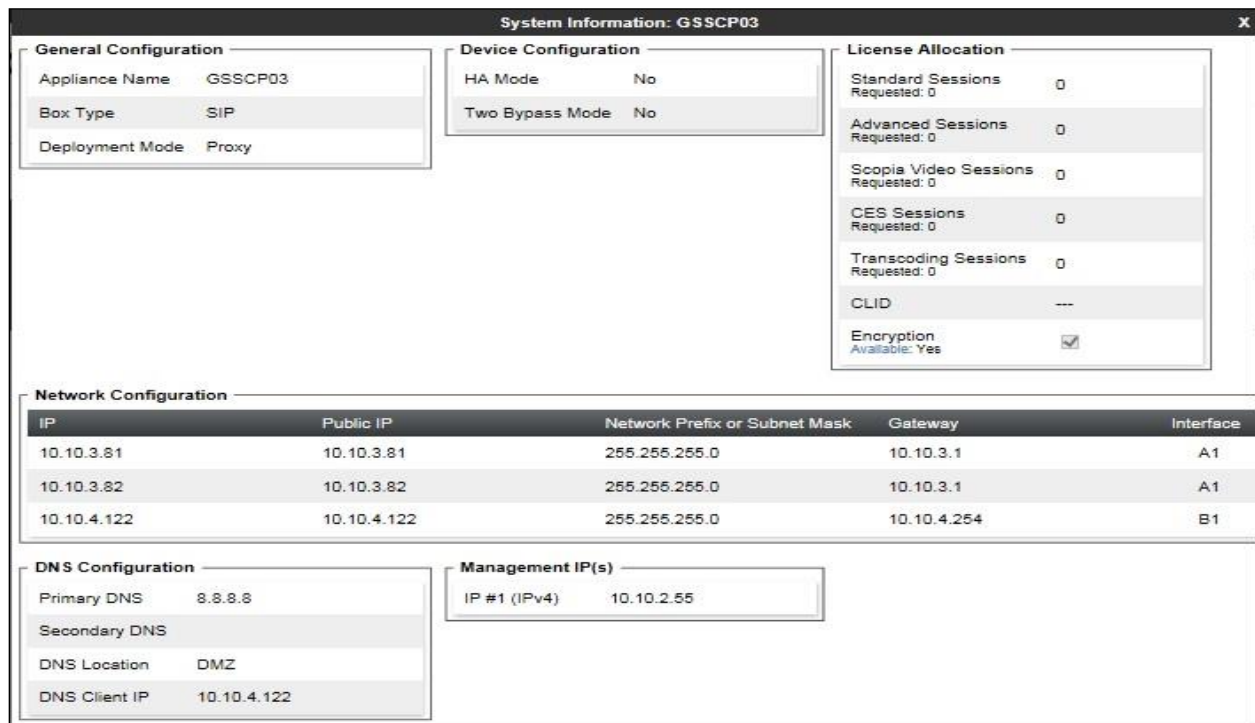 System Information: GSSCP03 X
General Configuration
Appliance Name GSSCP03
Box Type SIP
Deployment Mode Proxy
Device Configuration
HA Mode No
Two Bypass Mode No
License Allocation
Standard Sessions 0
Requested: 0
Advanced Sessions 0
Requested: 0
Scopia Video Sessions 0
Requested: 0
CES Sessions 0
Requested: 0
Transcoding Sessions 0
Requested: 0
CLID ---
Encryption
Available: Yes
Network Configuration
IP Public IP Network Prefix or Subnet Mask Gateway Interface
10.10.3.81 10.10.3.81 255.255.255.0 10.10.3.1 A1
10.10.3.82 10.10.3.82 255.255.255.0 10.10.3.1 A1
10.10.4.122 10.10.4.122 255.255.255.0 10.10.4.254 B1
DNS Configuration
Primary DNS 8.8.8.8
Secondary DNS
DNS Location DMZ
DNS Client IP 10.10.4.122
Management IP(s)
IP #1 (IPv4) 10.10.2.55